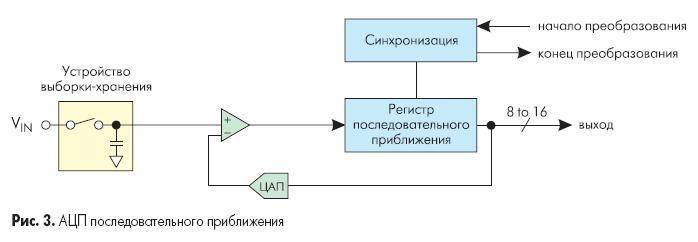 начало преобразования
Синхронизация
конец преобразования
Устройство
выборки-хранения
VIN
+
−
Регистр
последовательного
приближения
8 to 16
выход
ЦАП
Рис. 3. АЦП последовательного приближения